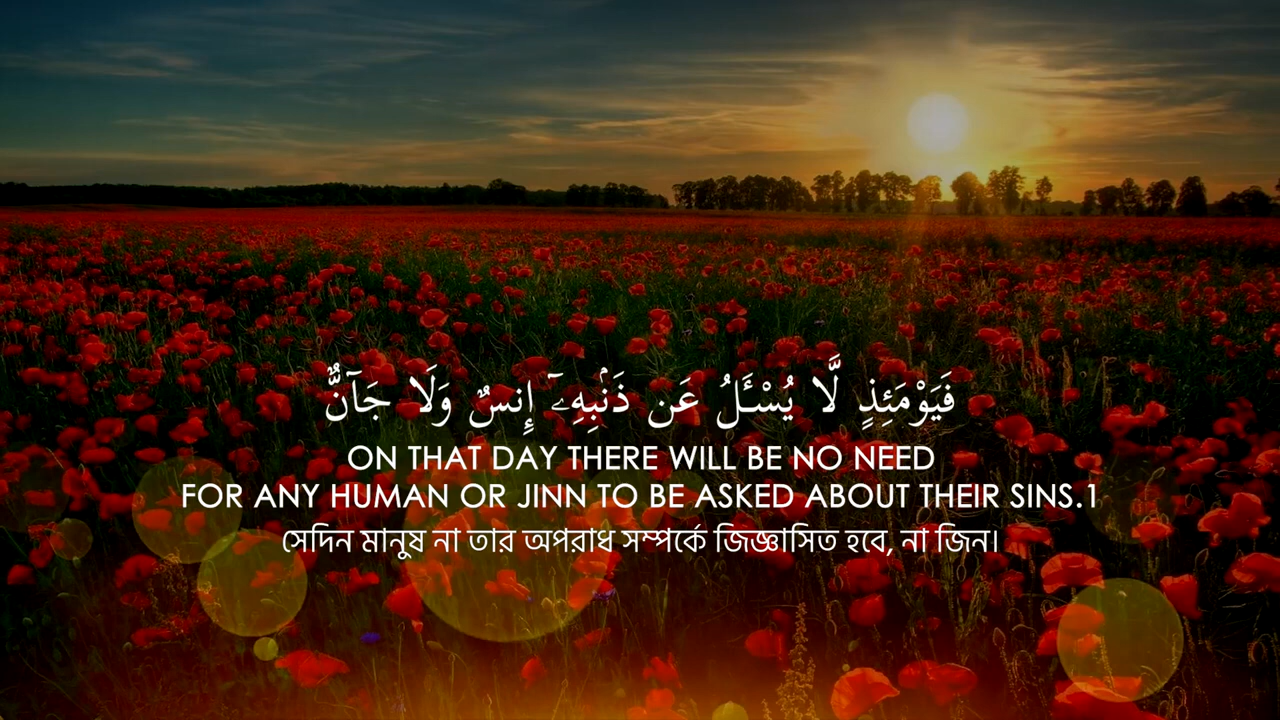 فَيَوْمَئِذٍ لَّا يُسْـَٔلُ عَن ذَنۢبِهِۦٓ إِنسٌ وَلَا جَآنٌّ
ON THAT DAY THERE WILL BE NO NEED
FOR ANY HUMAN OR JINN TO BE ASKED ABOUT THEIR SINS.1
সেদিন মানুষ না তার অপরাধ সম্পর্কে জিজ্ঞাসিত হবে, না জিন।